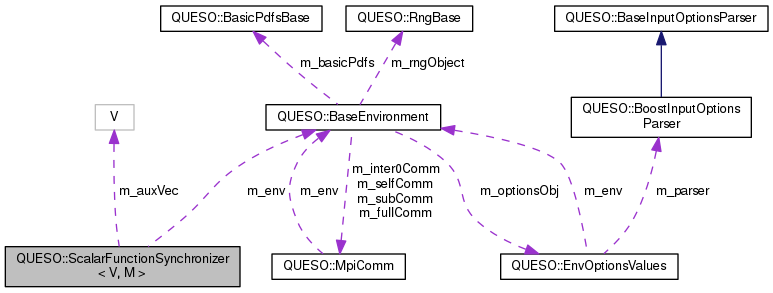 QUESO::BasicPdfsBase
QUESO::RngBase
QUESO::BaseInputOptionsParser
m_basicPdfs
m_rngObject
V
QUESO::BaseEnvironment
QUESO::BoostInputOptions
Parser
m_auxVec
m_env
m_env
m_inter0Comm
m_selfComm
m_subComm
m_fullComm
m_optionsObj
m_env
m_parser
QUESO::ScalarFunctionSynchronizer
< V, M >
QUESO::MpiComm
QUESO::EnvOptionsValues